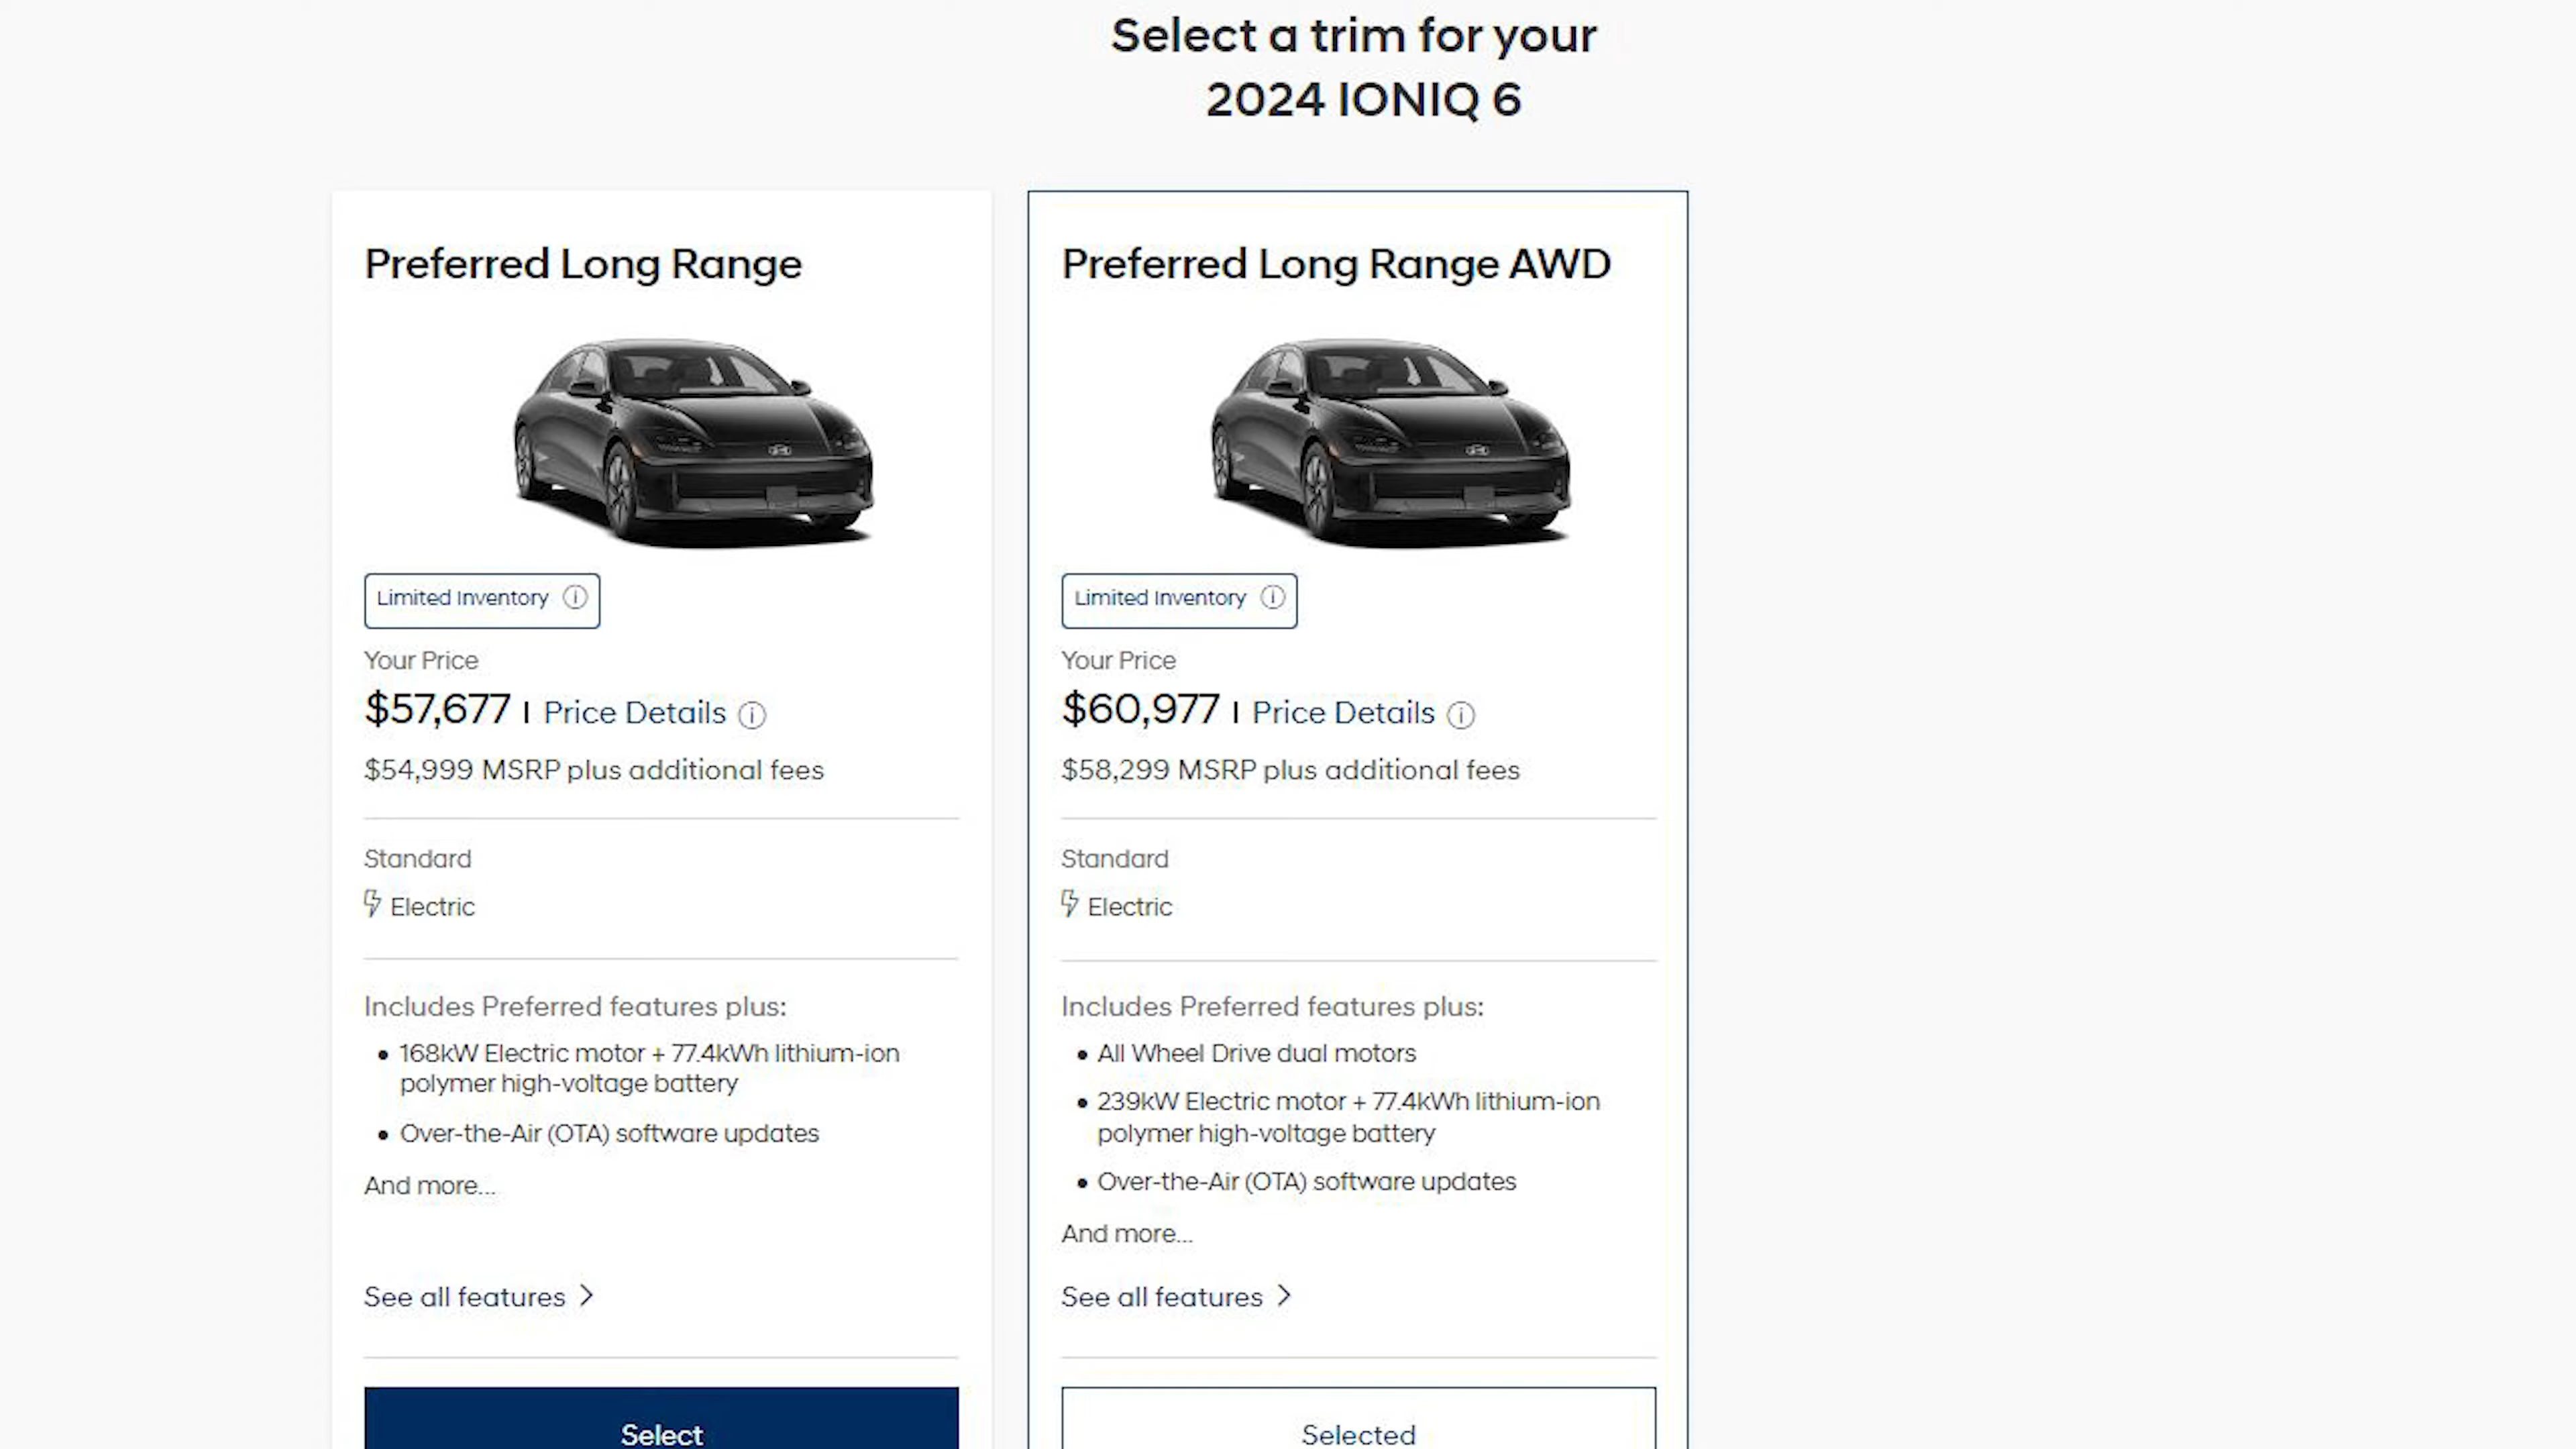 Select a trim for your
2024 IONIQ 6
Preferred Long Range
Limited Inventory
Your Price
$57,677 | Price Details
$54,999 MSRP plus additional fees
Standard
Electric
Includes Preferred features plus:
• 168kW Electric motor + 77.4kWh lithium-ion
polymer high-voltage battery
• Over-the-Air (OTA) software updates
And more...
See all features >
Select
Preferred Long Range AWD
Limited Inventory
Your Price
$60,977 | Price Details
$58,299 MSRP plus additional fees
Standard
Electric
Includes Preferred features plus:
• All Wheel Drive dual motors
• 239kW Electric motor + 77.4kWh lithium-ion
polymer high-voltage battery
• Over-the-Air (OTA) software updates
And more...
See all features >
Selected